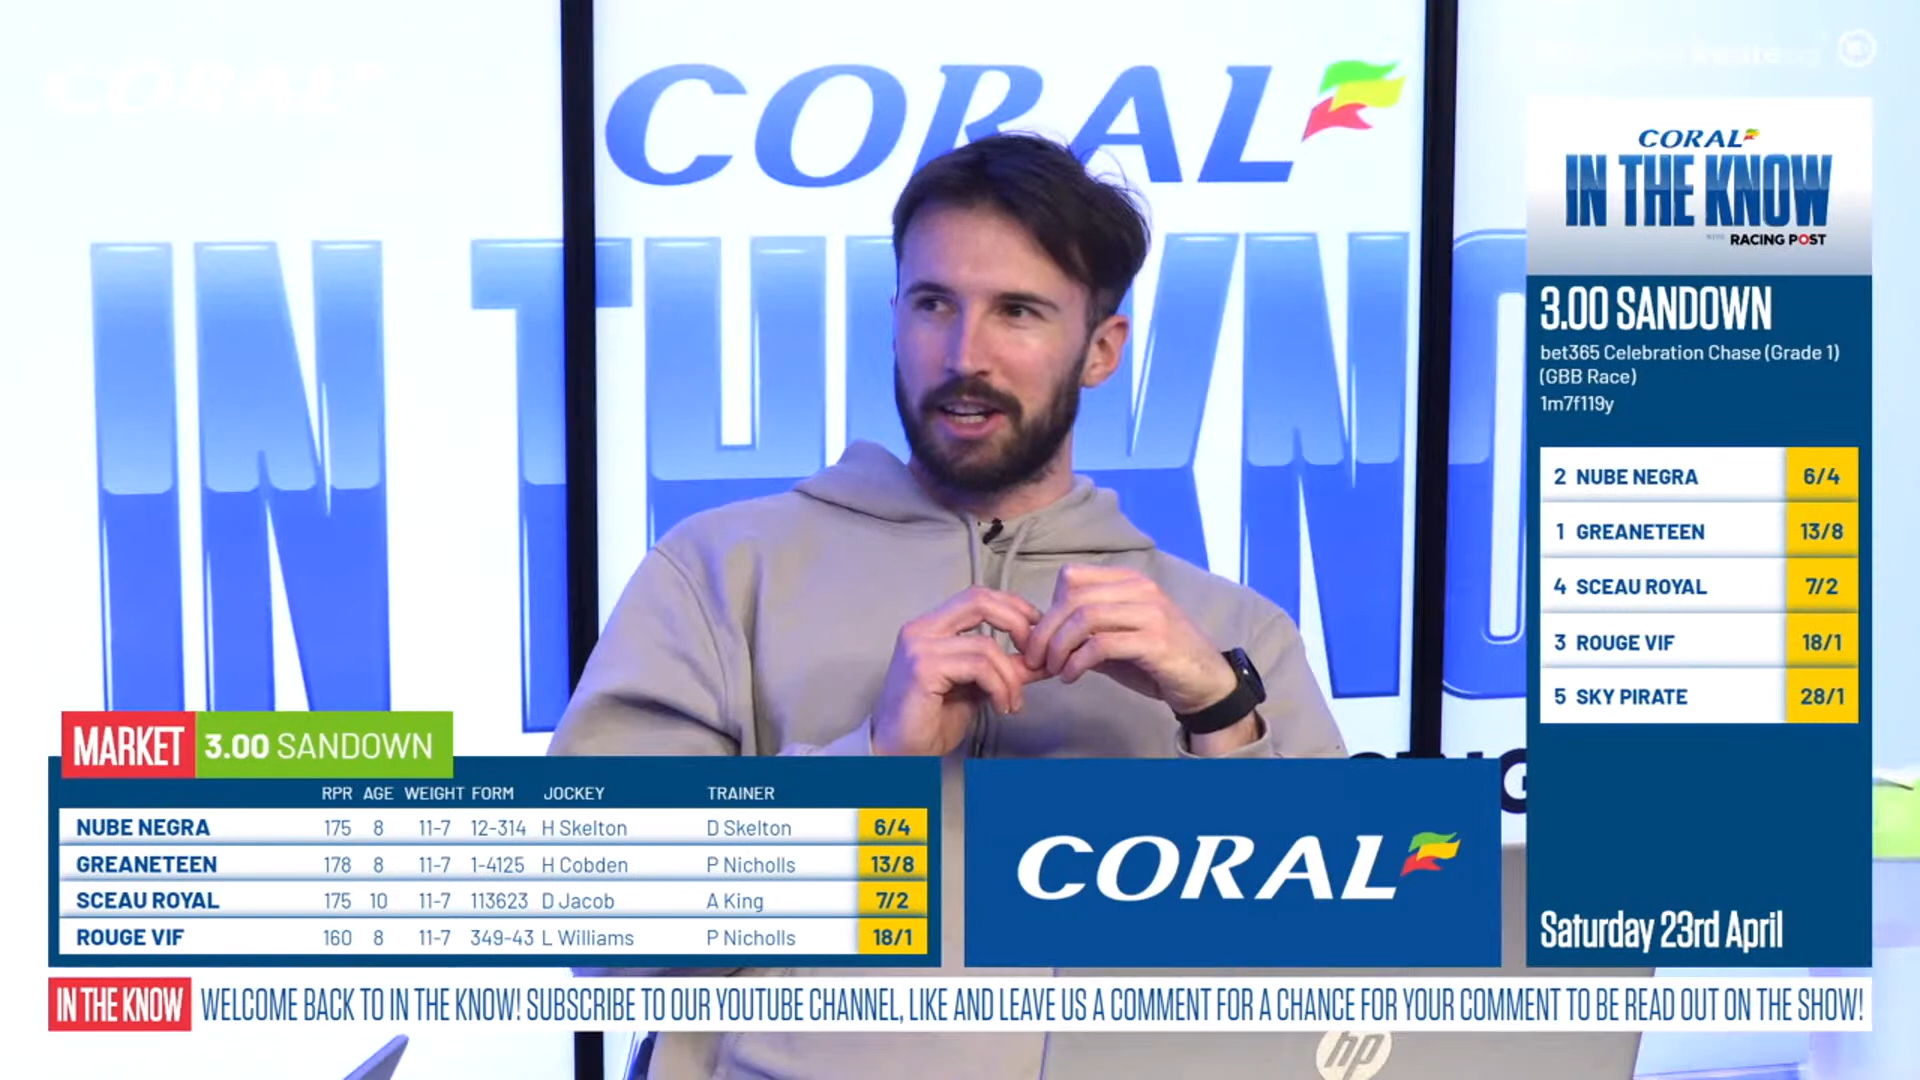 CORAL
CORAL
IN THE KNO
CORAL
IN THE KNOW
WITH RACING POST
3.00 SANDOWN
bet365 Celebration Chase (Grade 1)
(GBB Race)
1m7f119y
2 NUBE NEGRA 6/4
1 GREANETEEN 13/8
4 SCEAU ROYAL 7/2
3 ROUGE VIF 18/1
5 SKY PIRATE 28/1
Saturday 23rd April
MARKET 3.00 SANDOWN
RPR AGE WEIGHT FORM JOCKEY TRAINER
NUBE NEGRA 175 8 11-7 12-314 H Skelton D Skelton 6/4
GREANETEEN 178 8 11-7 1-4125 H Cobden P Nicholls 13/8
SCEAU ROYAL 175 10 11-7 113623 D Jacob A King 7/2
ROUGE VIF 160 8 11-7 349-43 L Williams P Nicholls 18/1
CORAL
IN THE KNOW WELCOME BACK TO IN THE KNOW! SUBSCRIBE TO OUR YOUTUBE CHANNEL, LIKE AND LEAVE US A COMMENT FOR A CHANCE FOR YOUR COMMENT TO BE READ OUT ON THE SHOW!
hp